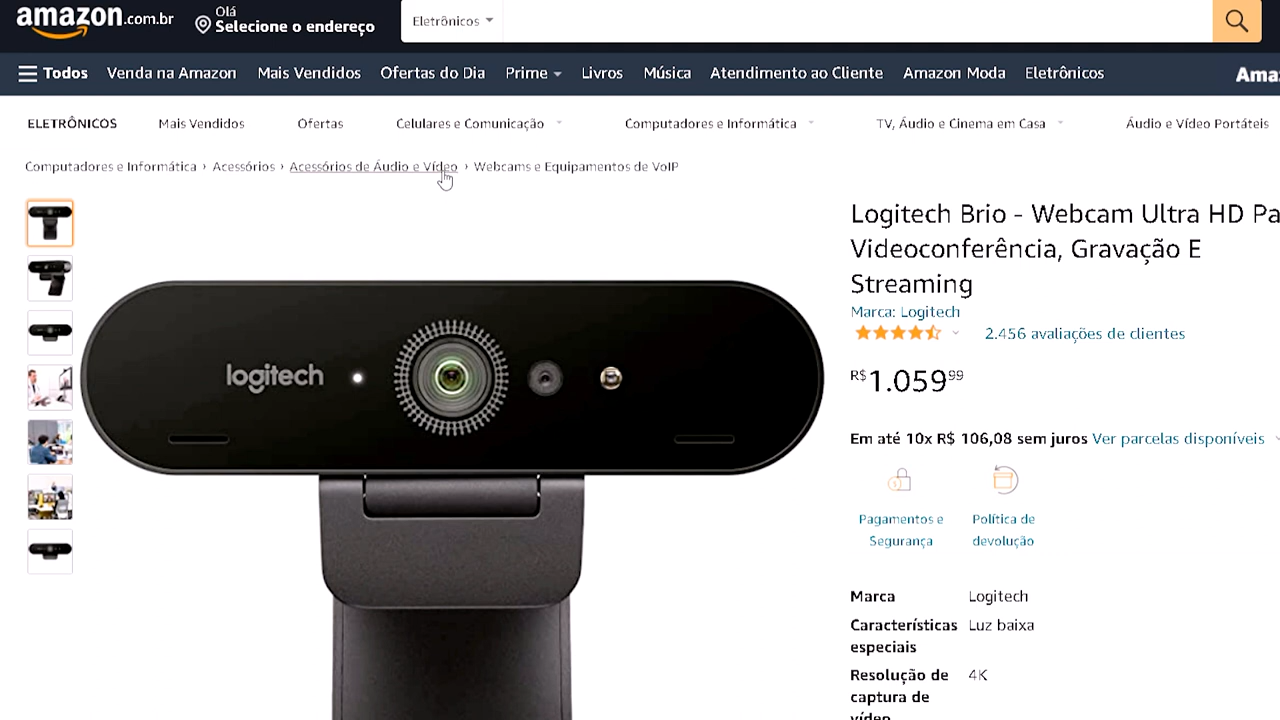 amazon.com.br
Olá
Selecione o endereço
Eletrônicos
Todos
Venda na Amazon
Mais Vendidos
Ofertas do Dia
Prime
Livros
Música
Atendimento ao Cliente
Amazon Moda
Eletrônicos
Ama
ELETRÔNICOS
Mais Vendidos
Ofertas
Celulares e Comunicação
Computadores e Informática
TV, Áudio e Cinema em Casa
Áudio e Vídeo Portáteis
Computadores e Informática › Acessórios › Acessórios de Áudio e Vídeo › Webcams e Equipamentos de VoIP
logitech
Logitech Brio - Webcam Ultra HD Pa
Videoconferência, Gravação E
Streaming
Marca: Logitech
2.456 avaliações de clientes
R$1.05999
Em até 10x R$ 106,08 sem juros Ver parcelas disponíveis
Pagamentos e
Segurança
Política de
devolução
Marca Logitech
Características Luz baixa
especiais
Resolução de 4K
captura de
vídeo